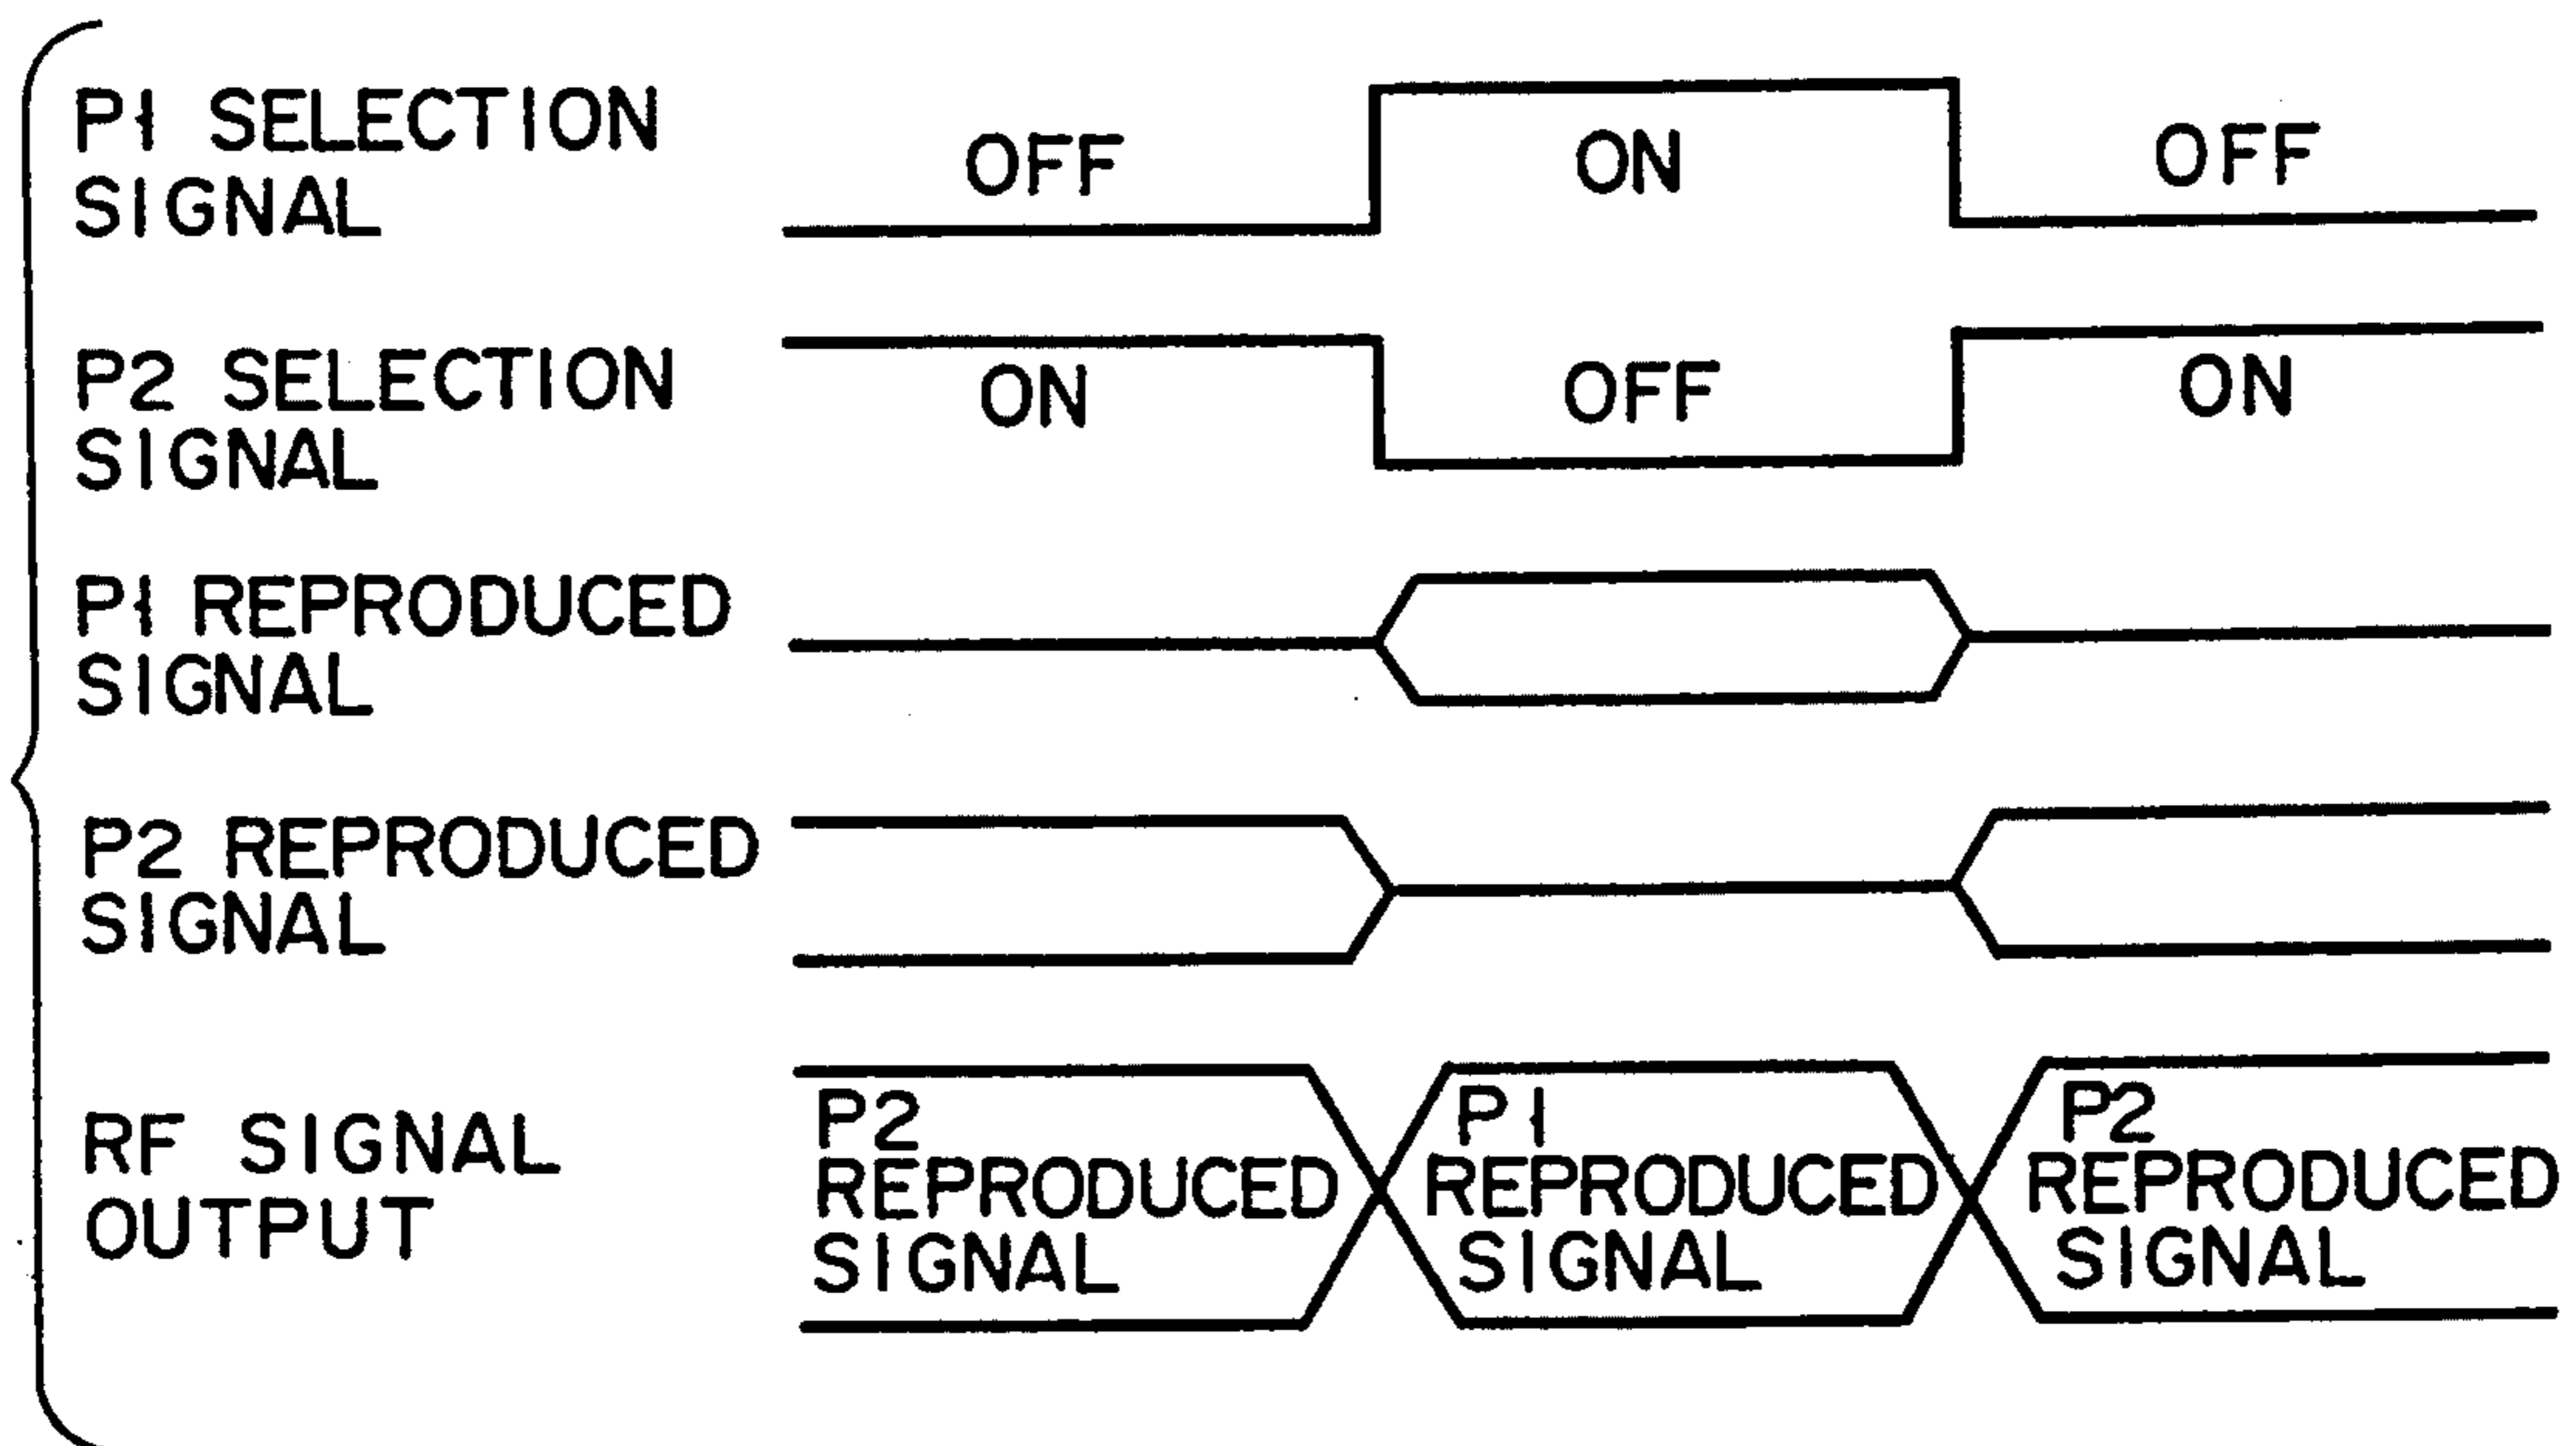 P1 SELECTION
SIGNAL
OFF
ON
OFF
P2 SELECTION
SIGNAL
ON
OFF
ON
P1 REPRODUCED
SIGNAL
P2 REPRODUCED
SIGNAL
RF SIGNAL
OUTPUT
P2
REPRODUCED
SIGNAL
P1
REPRODUCED
SIGNAL
P2
REPRODUCED
SIGNAL